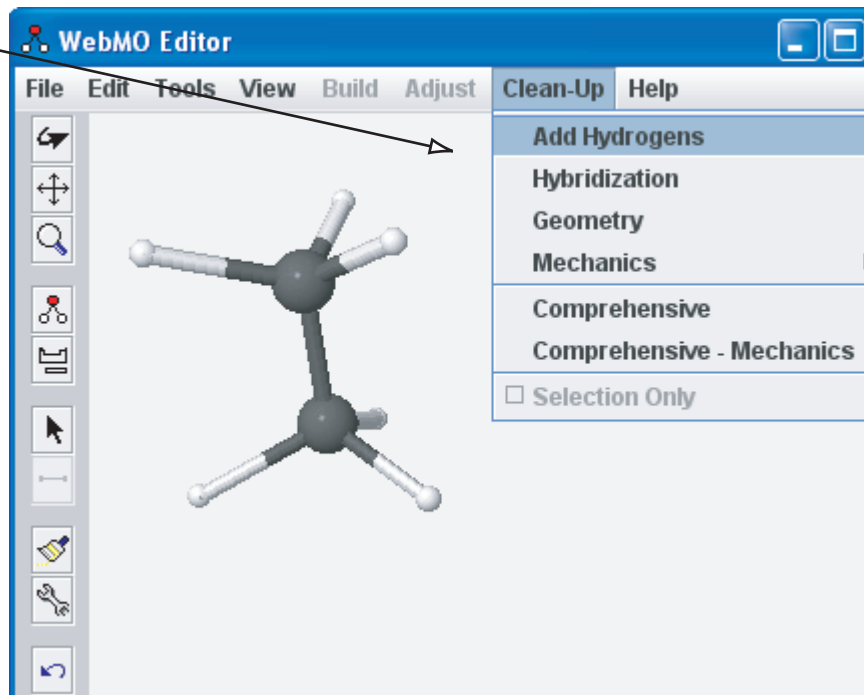 WebMO Editor
File Edit Tools View Build Adjust Clean-Up Help
Add Hydrogens
Hybridization
Geometry
Mechanics
Comprehensive
Comprehensive - Mechanics
Selection Only